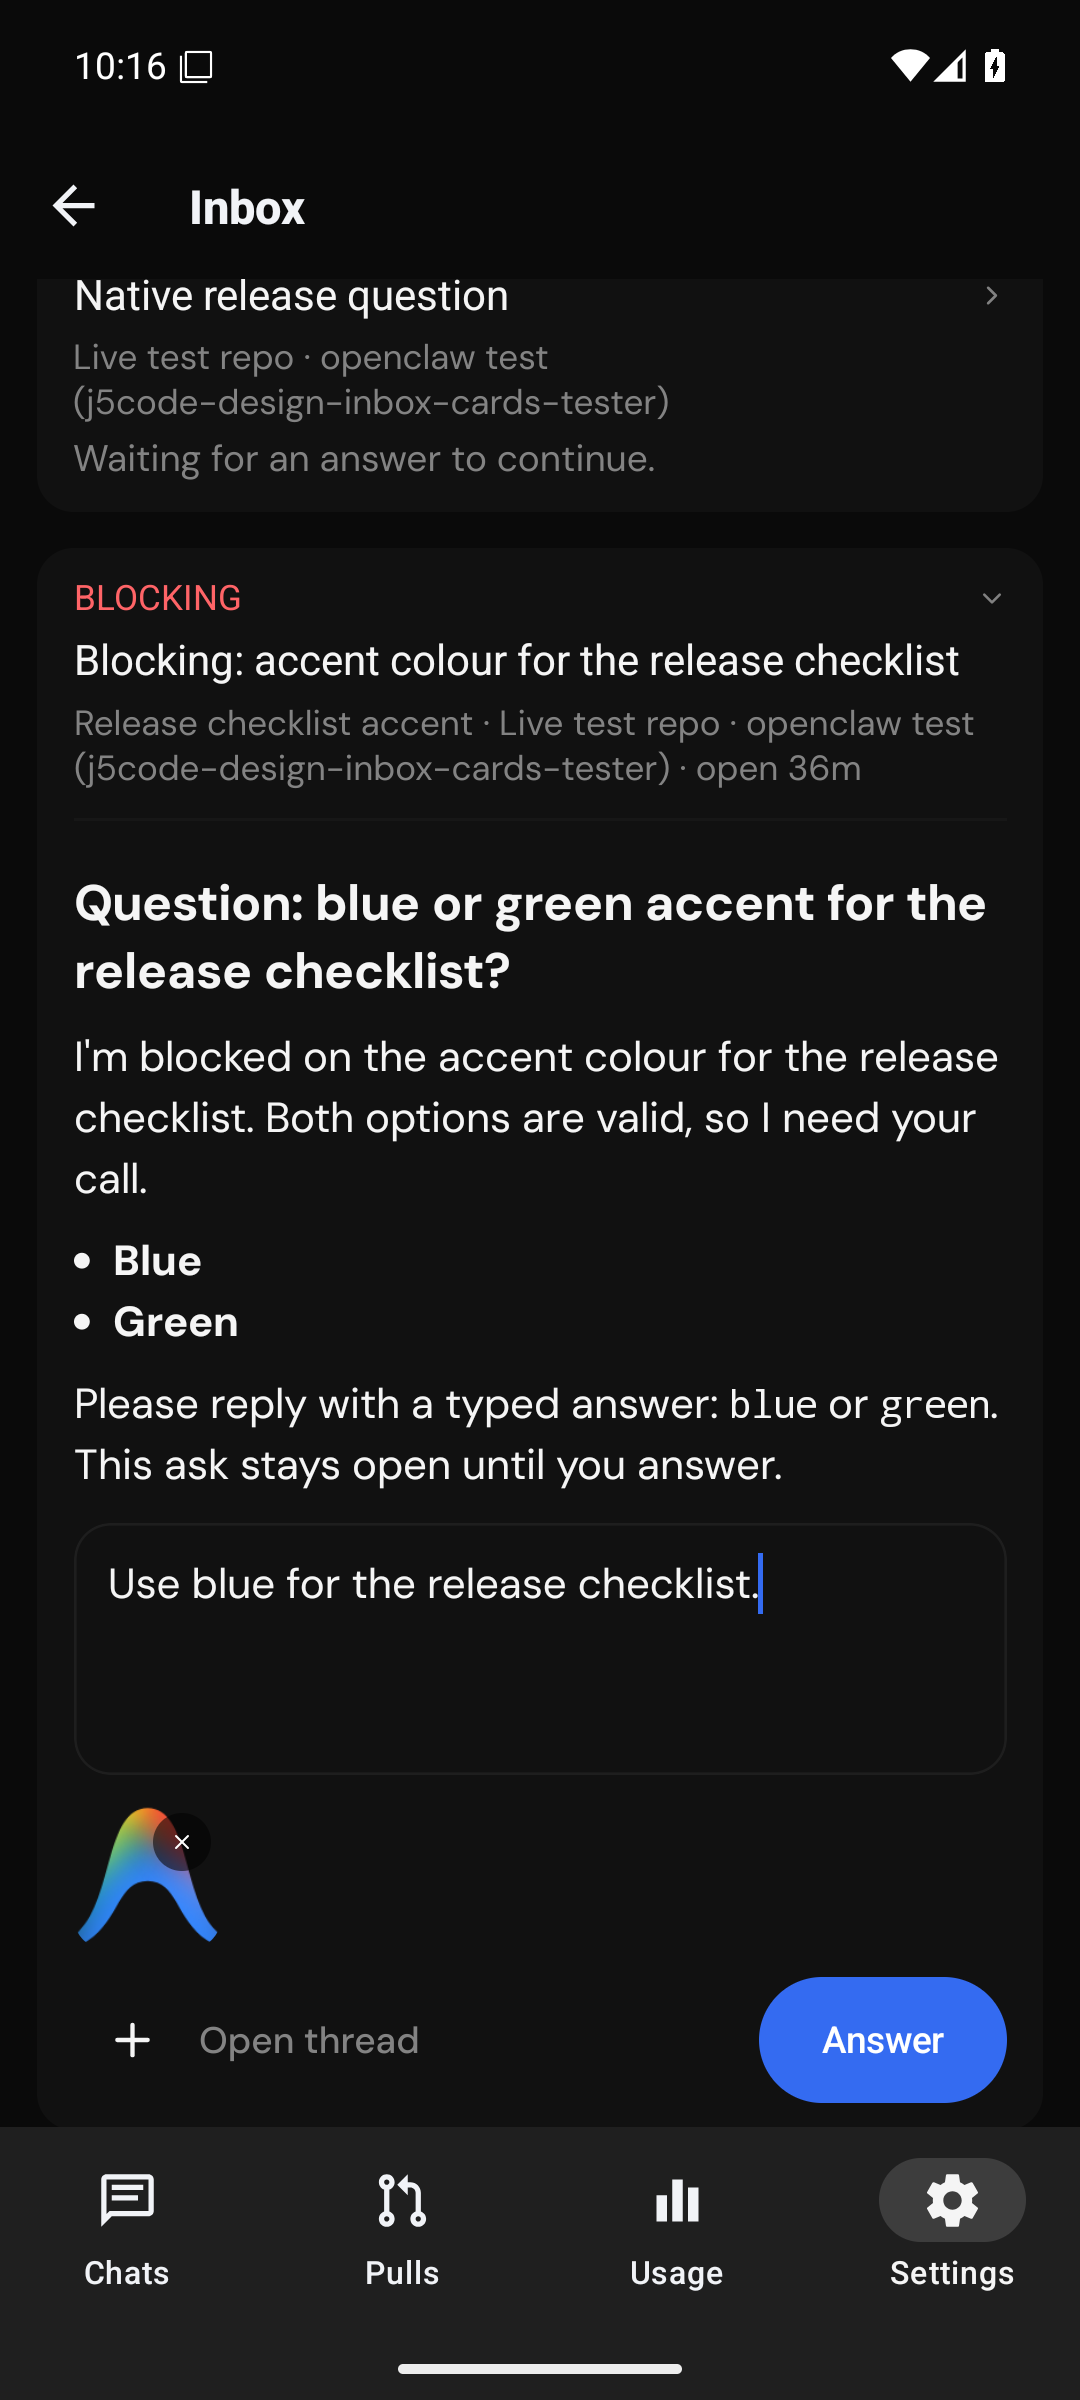 10:16
Inbox
Native release question
Live test repo · openclaw test
(j5code-design-inbox-cards-tester)
Waiting for an answer to continue.
BLOCKING
Blocking: accent colour for the release checklist
Release checklist accent · Live test repo · openclaw test
(j5code-design-inbox-cards-tester) · open 36m
Question: blue or green accent for the
release checklist?
I'm blocked on the accent colour for the release
checklist. Both options are valid, so I need your
call.
• Blue
• Green
Please reply with a typed answer: blue or green.
This ask stays open until you answer.
Use blue for the release checklist.
Open thread
Answer
Chats
Pulls
Usage
Settings